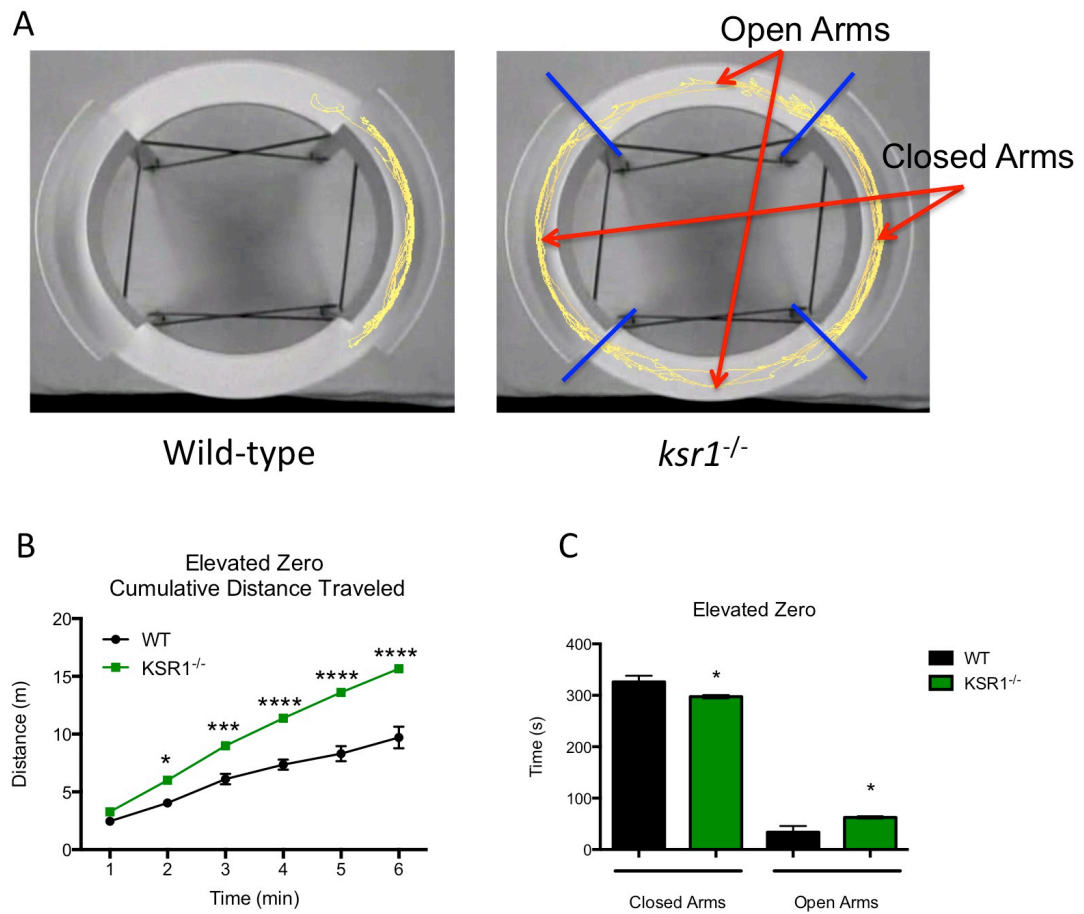 A
Open Arms
Closed Arms
Wild-type
ksr1-/-
B
Elevated Zero
Cumulative Distance Traveled
20
15
10
5
0
Distance (m)
WT
KSR1-/-
*
***
****
****
****
1 2 3 4 5 6
Time (min)
C
Elevated Zero
400
300
200
100
0
Time (s)
*
*
WT
KSR1-/-
Closed Arms
Open Arms